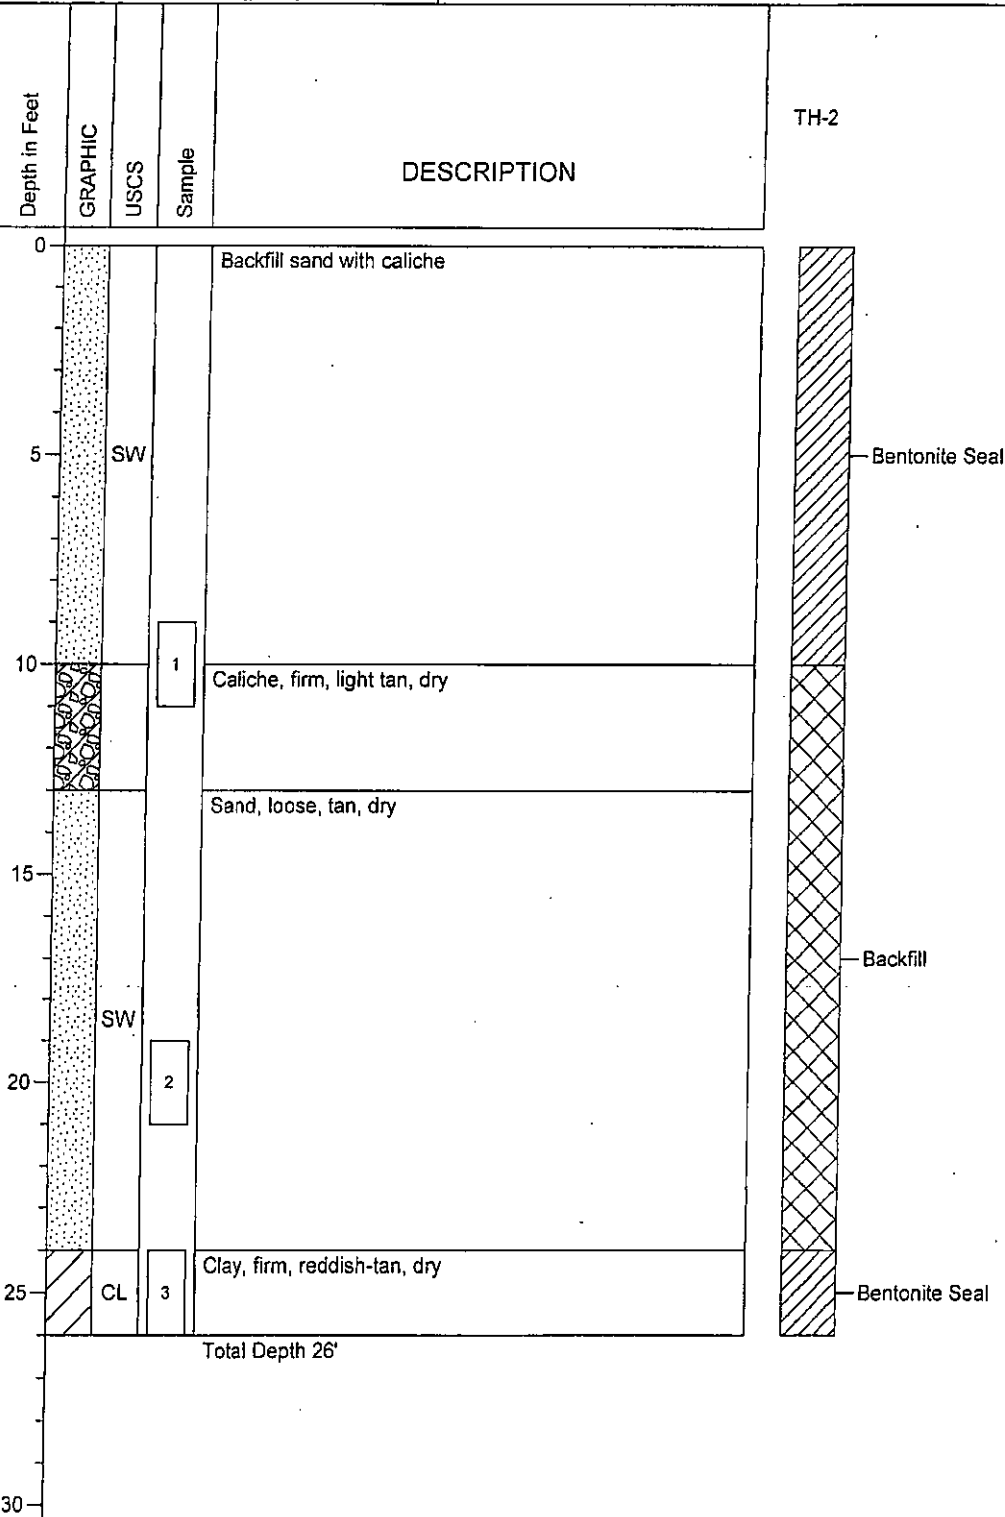 Depth in Feet
GRAPHIC
USCS
Sample
DESCRIPTION
TH-2
0
Backfill sand with caliche
5
SW
Bentonite Seal
1
10
Caliche, firm, light tan, dry
Sand, loose, tan, dry
15
Backfill
SW
20
2
Clay, firm, reddish-tan, dry
25
CL
3
Bentonite Seal
Total Depth 26'
30